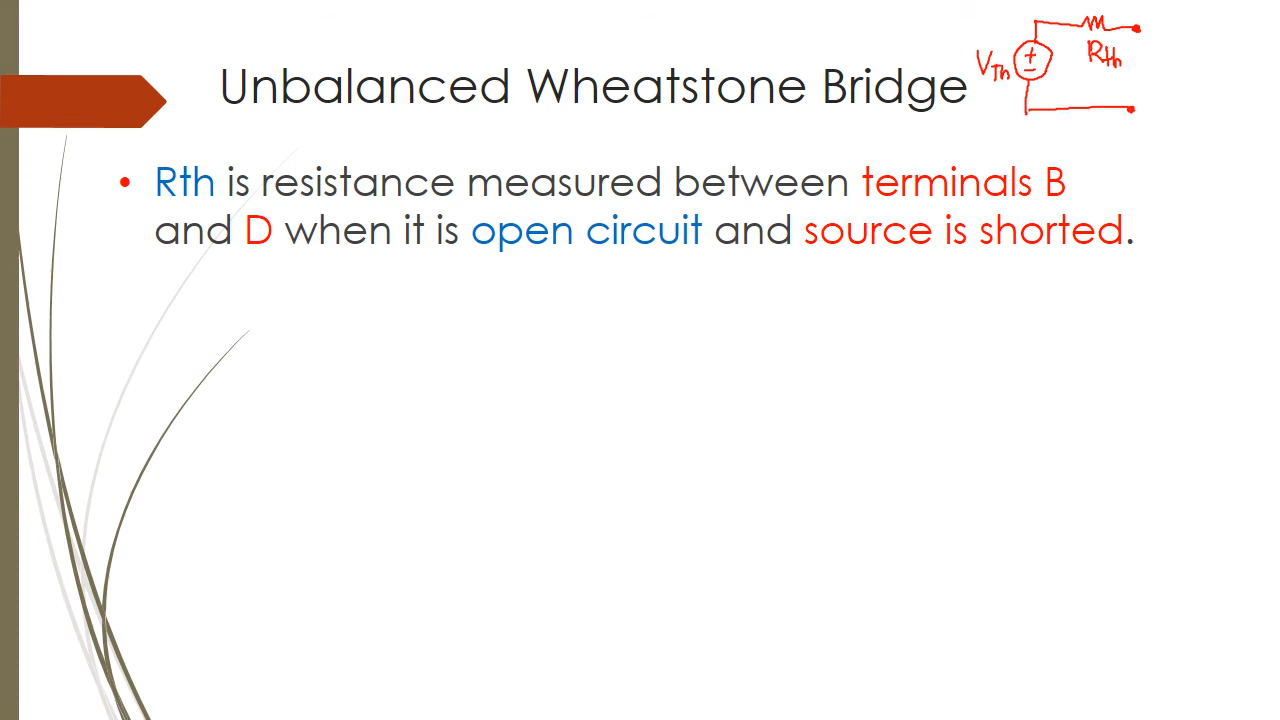 Unbalanced Wheatstone Bridge
VTh
+
−
RTh
• Rth is resistance measured between terminals B
and D when it is open circuit and source is shorted.